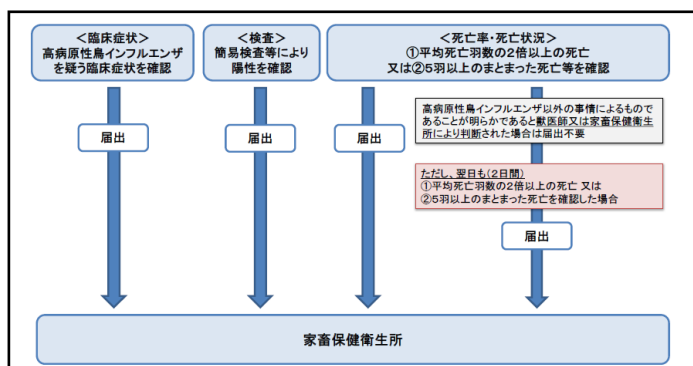 ＜臨床症状＞
高病原性鳥インフルエンザ
を疑う臨床症状を確認
＜検査＞
簡易検査等により
陽性を確認
＜死亡率・死亡状況＞
①平均死亡羽数の2倍以上の死亡
又は②5羽以上のまとまった死亡等を確認
高病原性鳥インフルエンザ以外の事情によるもので
あることが明らかであると獣医師又は家畜保健衛生
所により判断された場合は届出不要
届出
届出
届出
ただし、翌日も（2日間）
①平均死亡羽数の2倍以上の死亡 又は
②5羽以上のまとまった死亡を確認した場合
届出
家畜保健衛生所